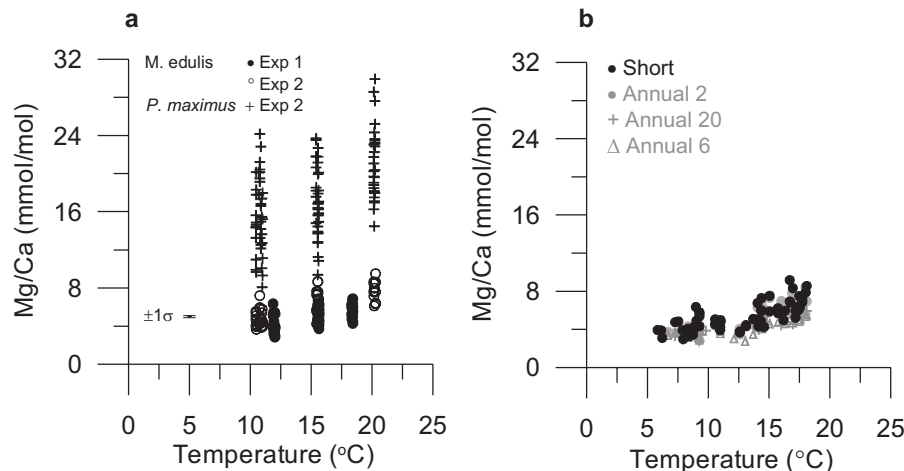 a
M. edulis
● Exp 1
○ Exp 2
P. maximus + Exp 2
Mg/Ca (mmol/mol)
32
24
16
8
0
±1σ
0 5 10 15 20 25
Temperature (°C)
b
● Short
● Annual 2
+ Annual 20
△ Annual 6
Mg/Ca (mmol/mol)
32
24
16
8
0
0 5 10 15 20 25
Temperature (°C)